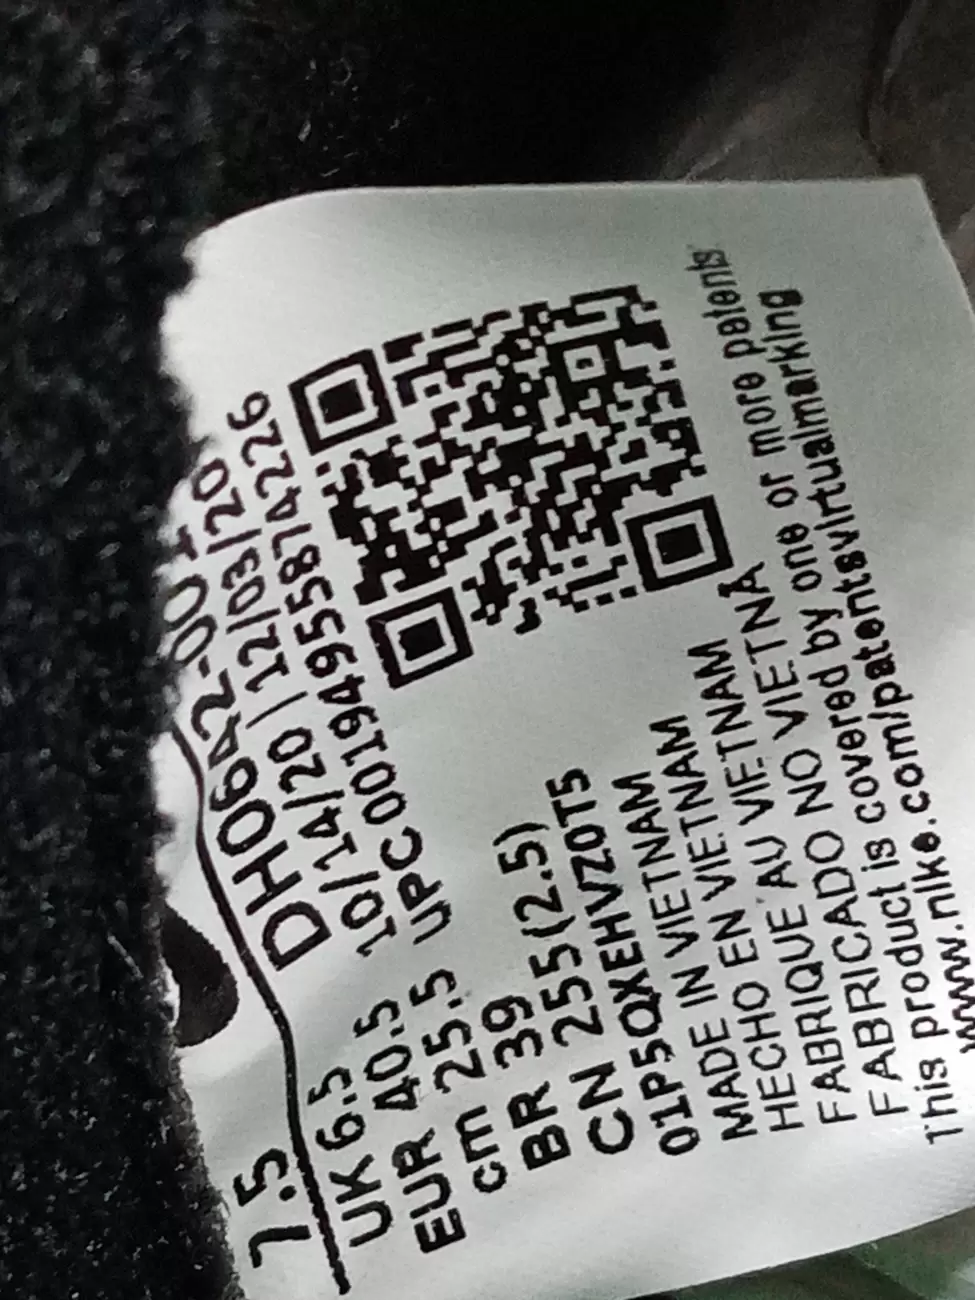 7.5
DH0642-001
UK 6.5
10/14/20 | 12/03/20
EUR 40.5
UPC 00194955874226
cm 25.5
BR 39
CN 255(2.5)
01P5QXEHVZ0T5
MADE IN VIETNAM
HECHO EN VIETNAM
FABRIQUE AU VIETNAM
FABRICADO NO VIETNA
This product is covered by one or more patents
www.nike.com/patentsvirtualmarking